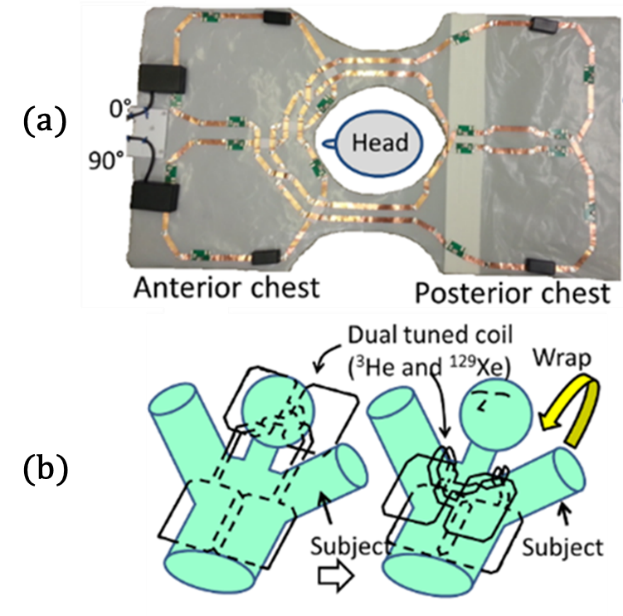 (a)
0°
90°
Head
Anterior chest
Posterior chest
(b)
Dual tuned coil
(³He and ¹²⁹Xe)
Wrap
Subject
Subject